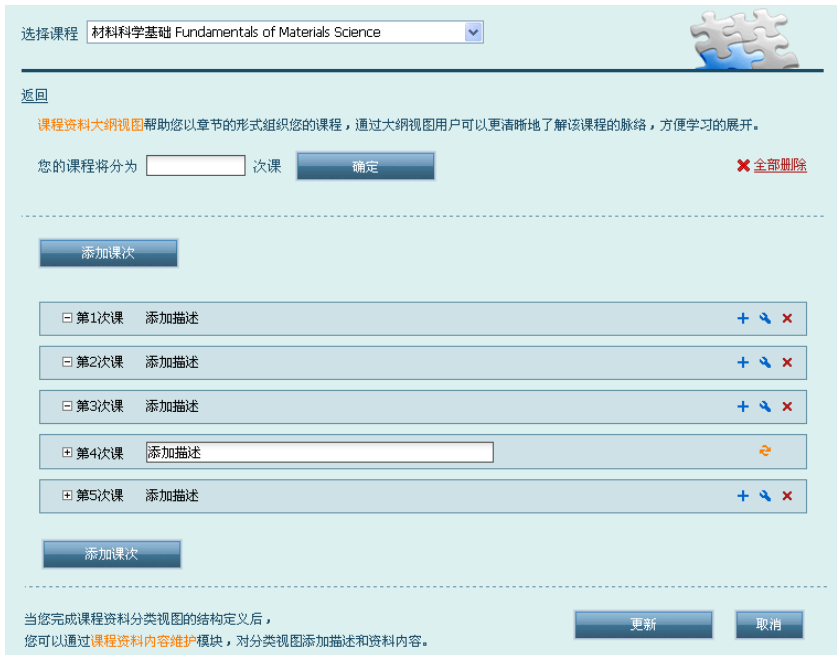 选择课程 材料科学基础 Fundamentals of Materials Science
返回
课程资料大纲视图帮助您以章节的形式组织您的课程，通过大纲视图用户可以更清晰地了解该课程的脉络，方便学习的展开。
您的课程将分为 次课 确定 全部删除
添加课次
第1次课 添加描述
第2次课 添加描述
第3次课 添加描述
第4次课 添加描述
第5次课 添加描述
添加课次
当您完成课程资料分类视图的结构定义后，
您可以通过课程资料内容维护模块，对分类视图添加描述和资料内容。
更新 取消